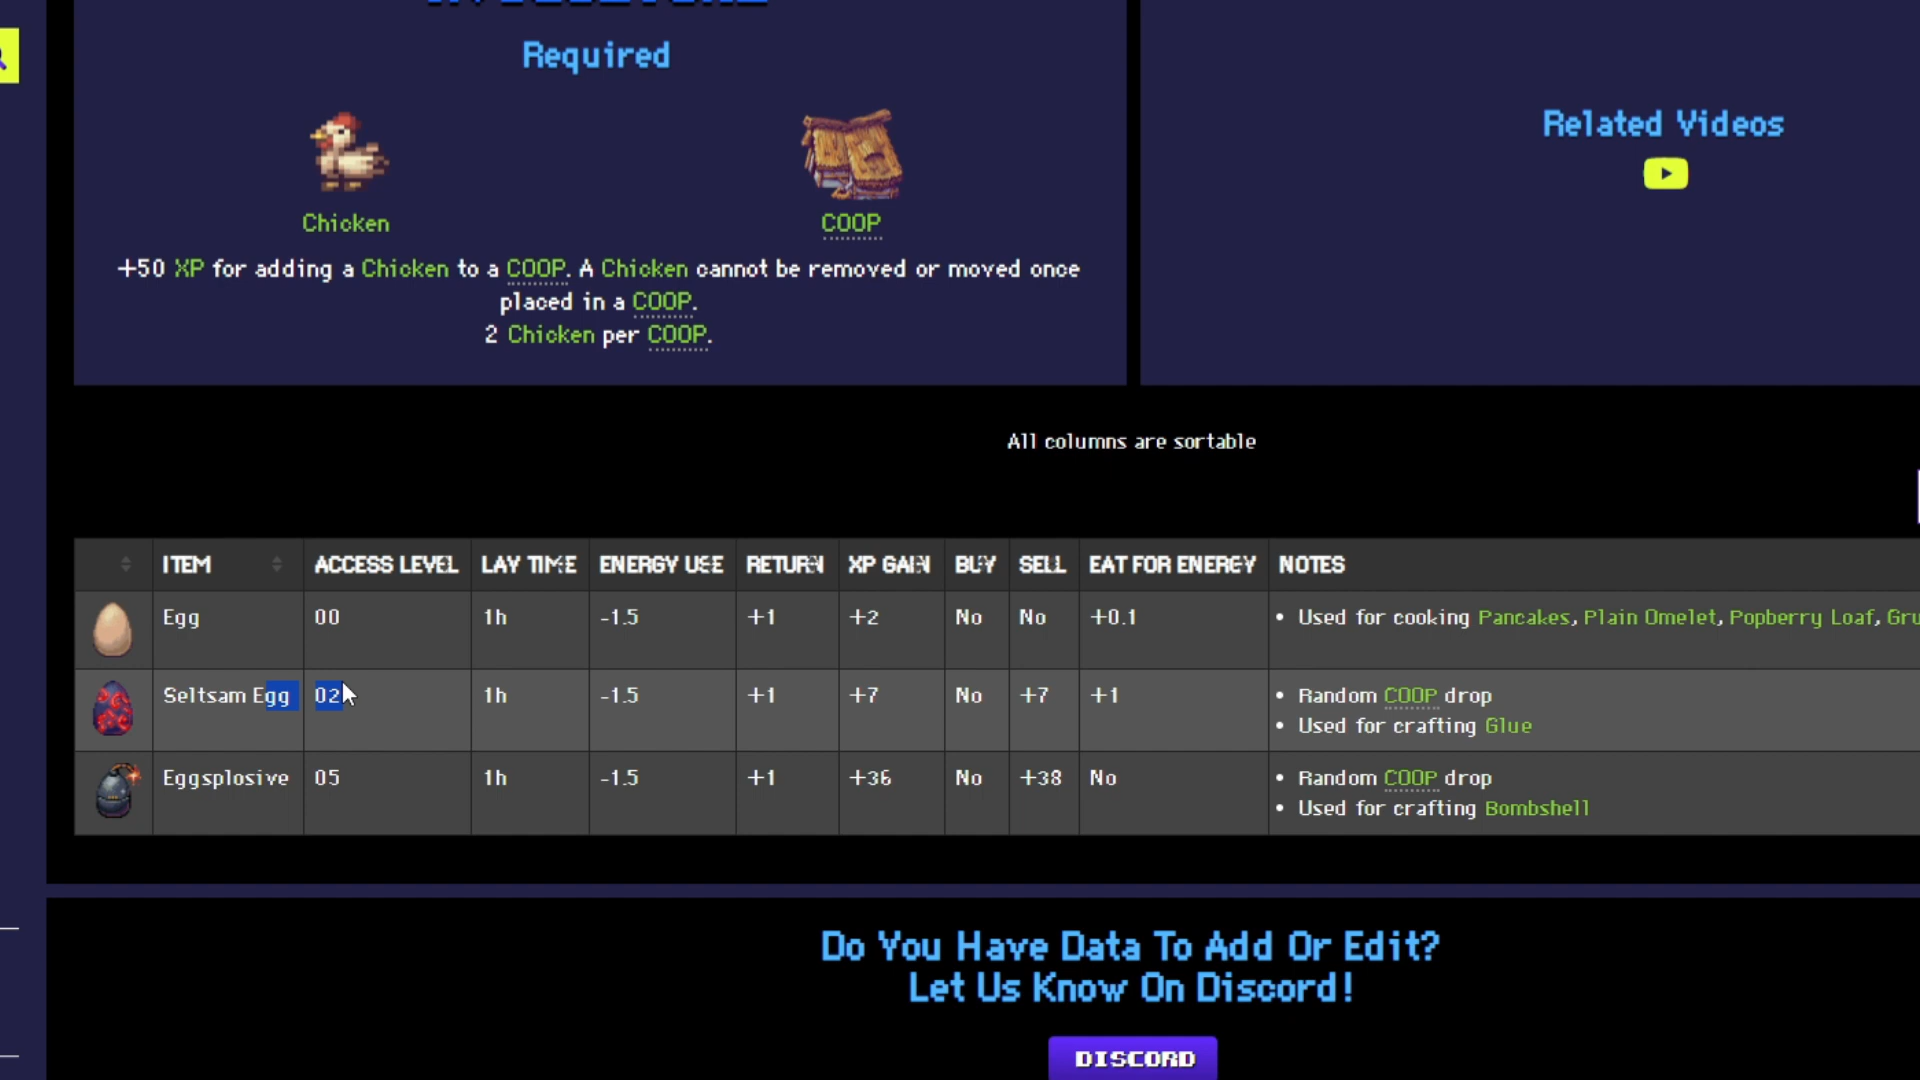 Required
Related Videos
Chicken
COOP
+50 XP for adding a Chicken to a COOP. A Chicken cannot be removed or moved once
placed in a COOP.
2 Chicken per COOP.
All columns are sortable
ITEM ACCESS LEVEL LAY TIME ENERGY USE RETURN XP GAIN BUY SELL EAT FOR ENERGY NOTES
Egg 00 1h -1.5 +1 +2 No No +0.1 • Used for cooking Pancakes, Plain Omelet, Popberry Loaf, Gru
Seltsam Egg 02 1h -1.5 +1 +7 No +7 +1 • Random COOP drop
• Used for crafting Glue
Eggsplosive 05 1h -1.5 +1 +36 No +38 No • Random COOP drop
• Used for crafting Bombshell
Do You Have Data To Add Or Edit?
Let Us Know On Discord!
DISCORD